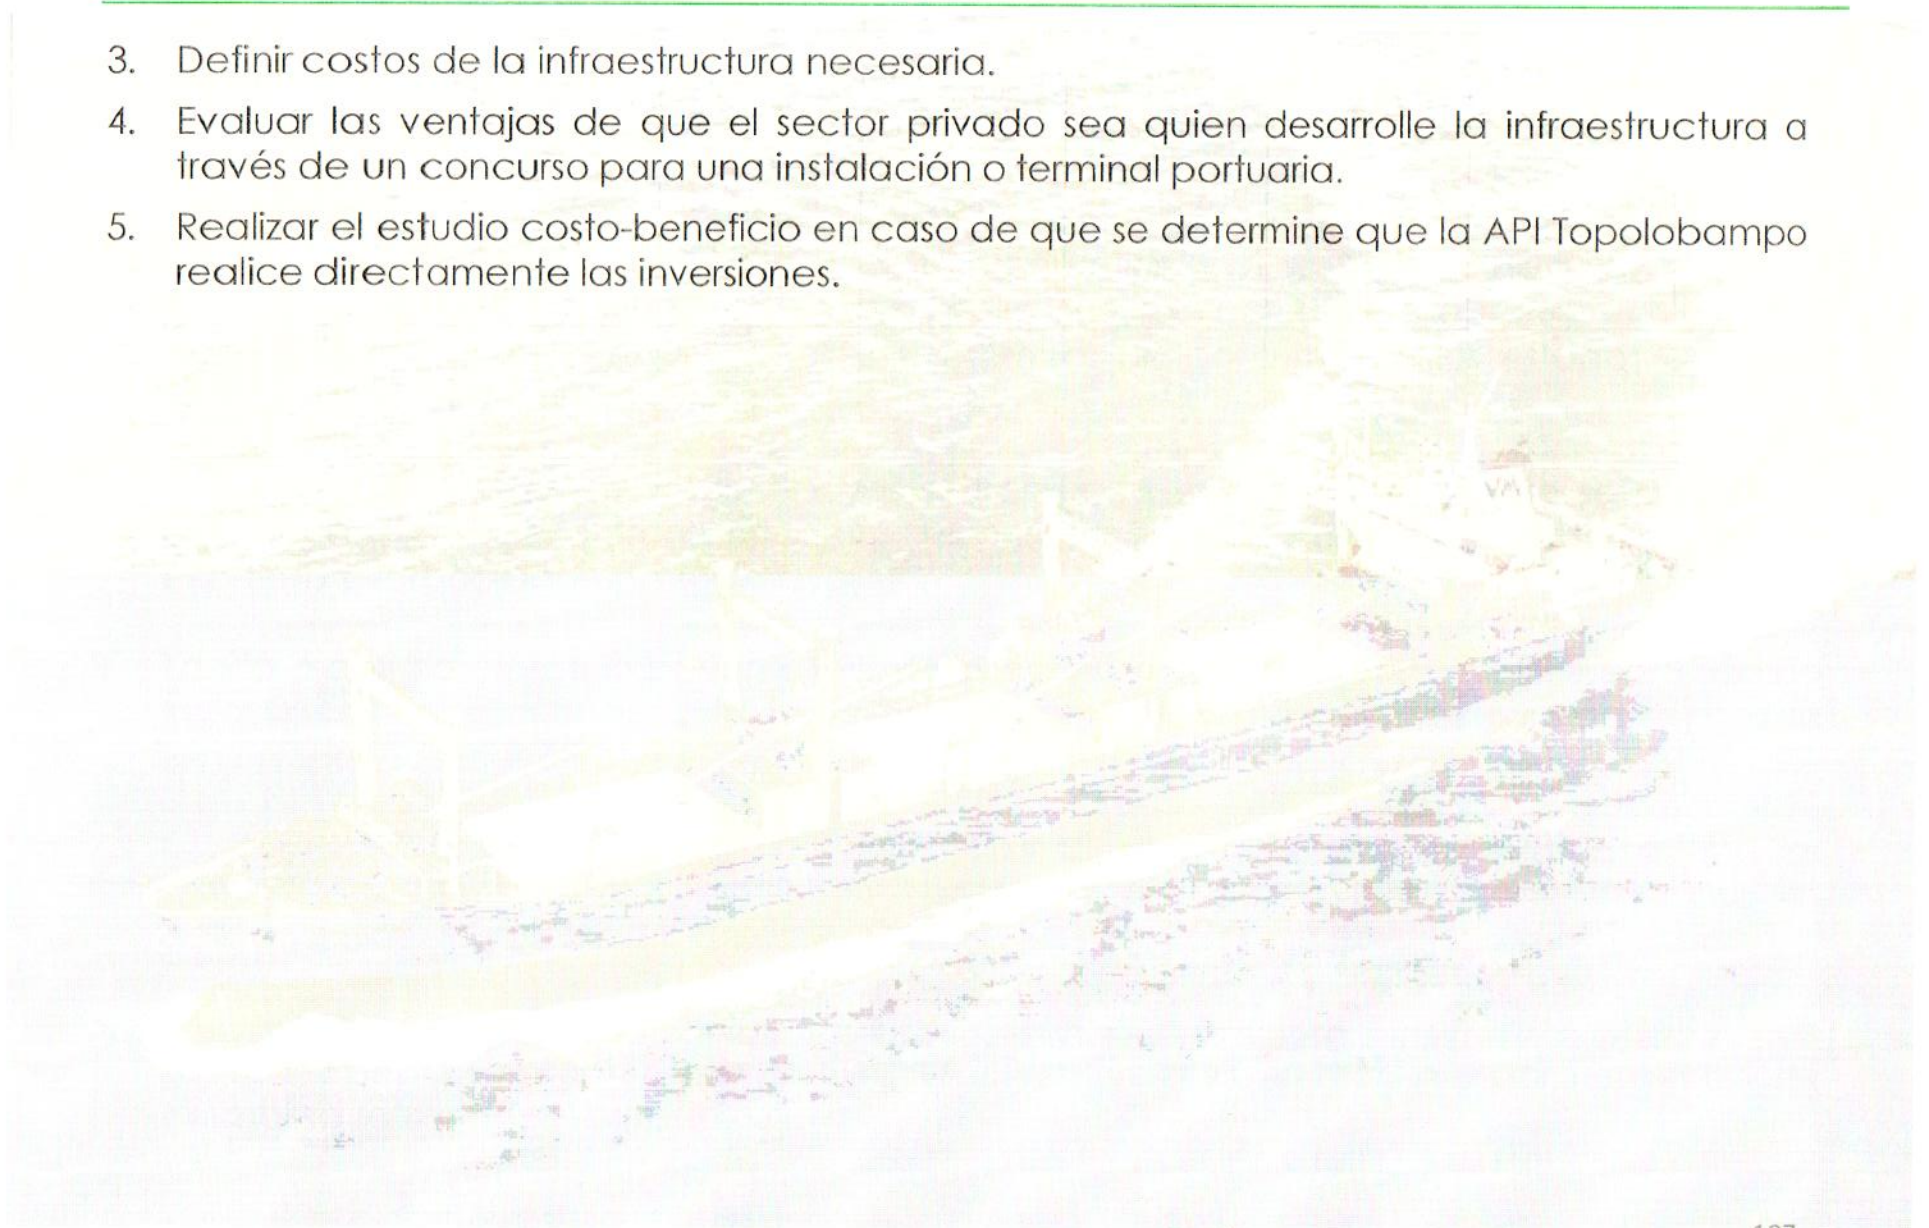 3. Definir costos de la infraestructura necesaria.
4. Evaluar las ventajas de que el sector privado sea quien desarrolle la infraestructura a
través de un concurso para una instalación o terminal portuaria.
5. Realizar el estudio costo-beneficio en caso de que se determine que la API Topolobampo
realice directamente las inversiones.